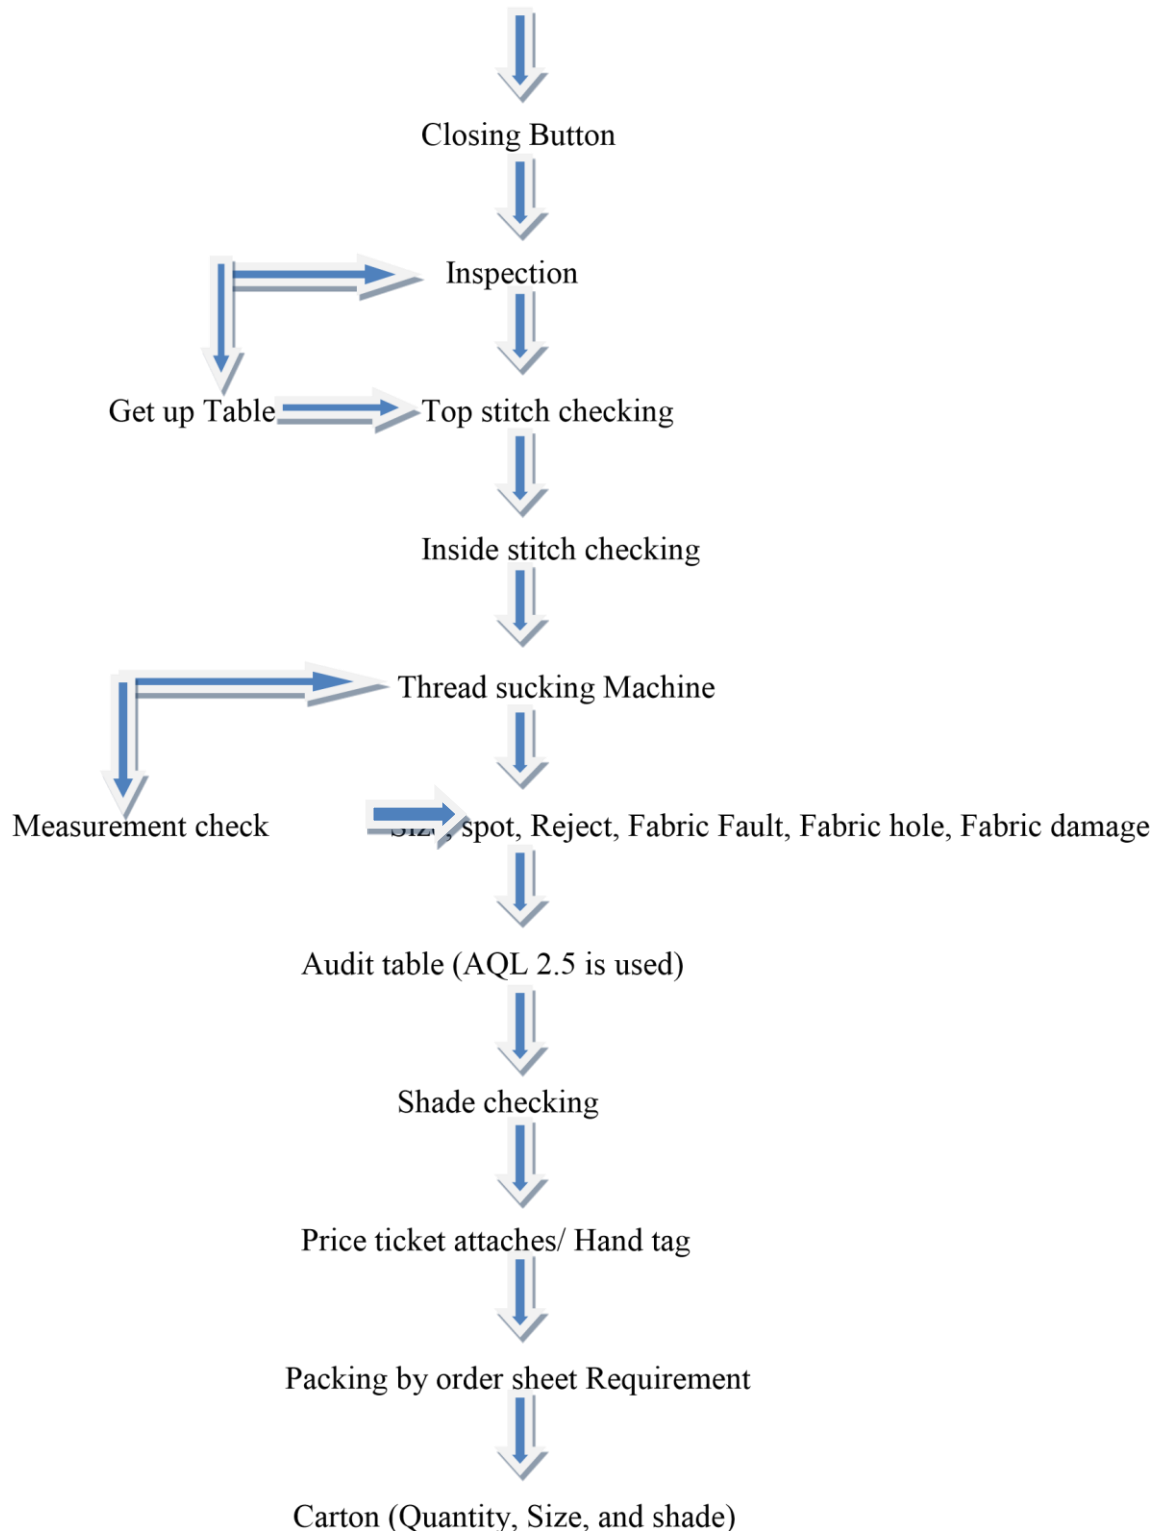 Closing Button
Inspection
Get up Table Top stitch checking
Inside stitch checking
Thread sucking Machine
Measurement check Size, spot, Reject, Fabric Fault, Fabric hole, Fabric damage
Audit table (AQL 2.5 is used)
Shade checking
Price ticket attaches/ Hand tag
Packing by order sheet Requirement
Carton (Quantity, Size, and shade)